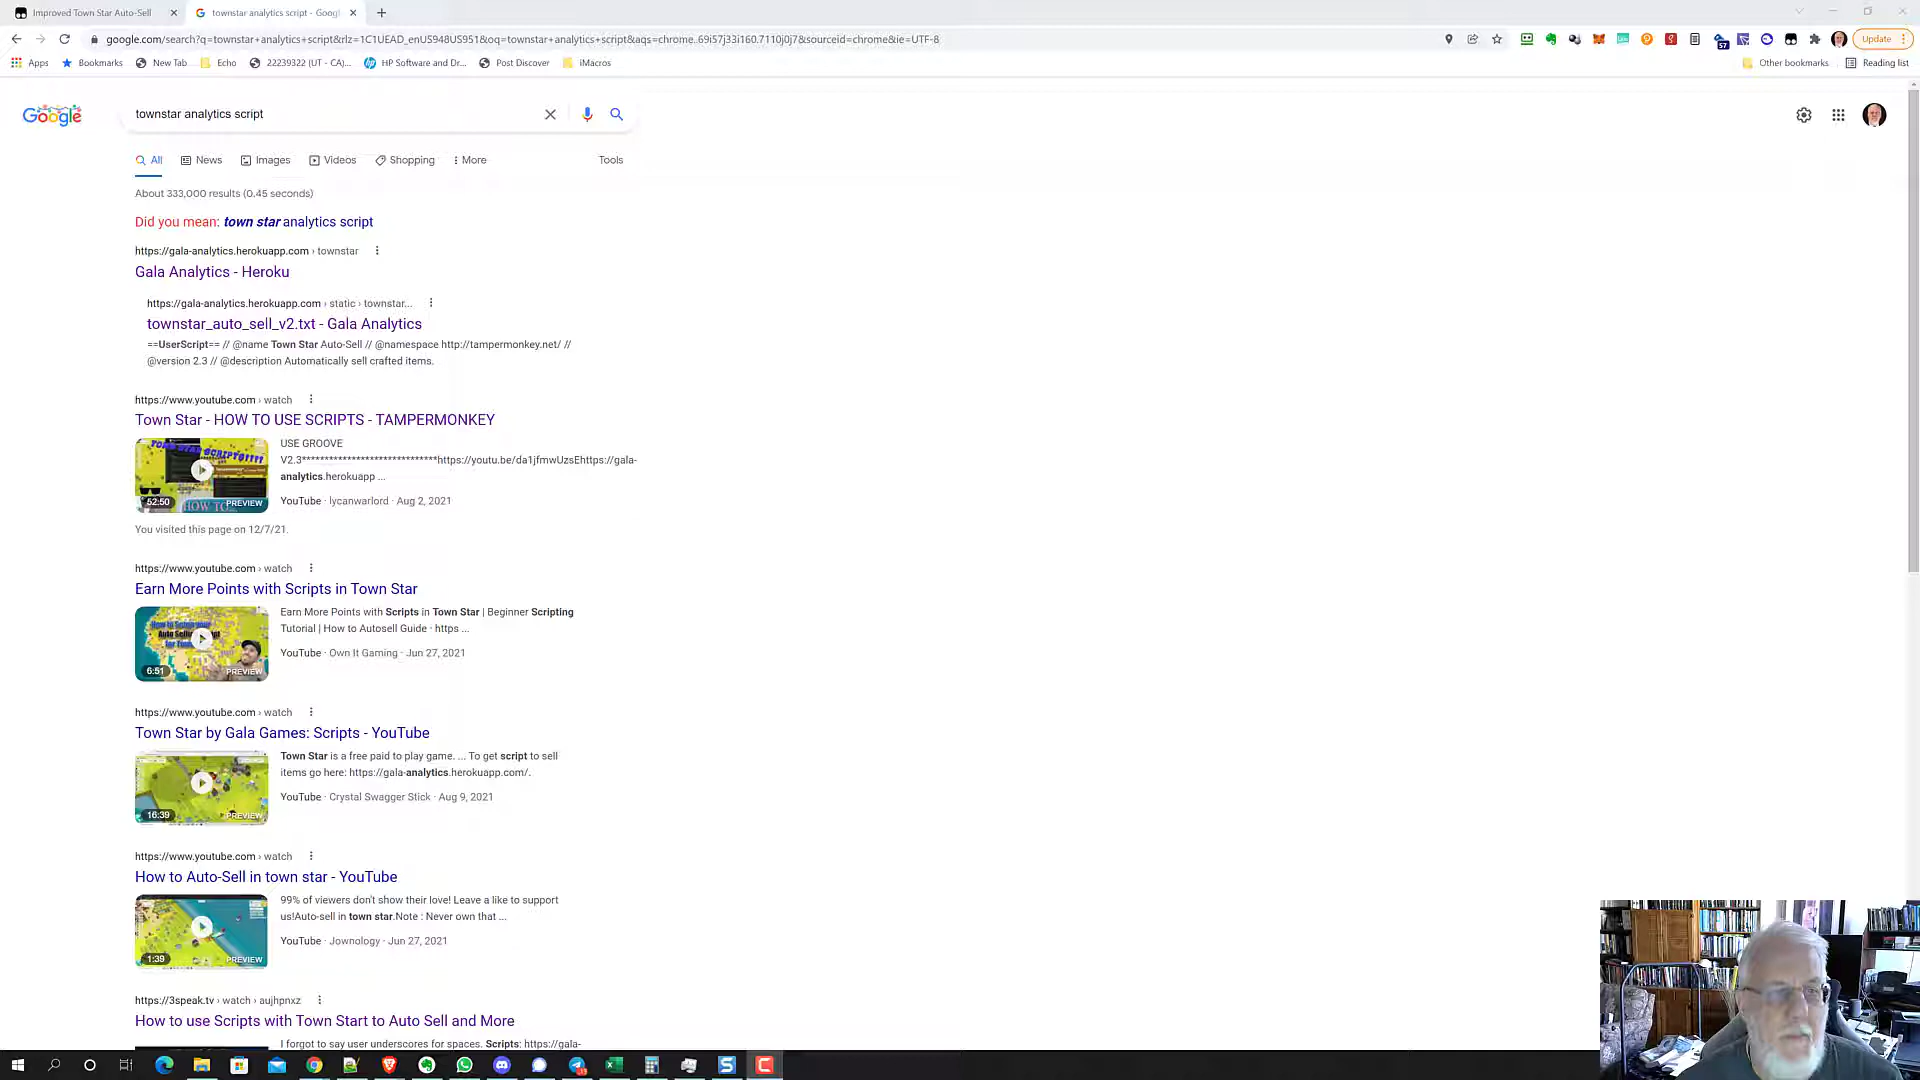 Improved Town Star Auto-Sell
townstar analytics script - Googl
google.com/search?q=townstar+analytics+script&rlz=1C1UEAD_enUS948US951&oq=townstar+analytics+script&aqs=chrome..69i57j33i160.7110j0j7&sourceid=chrome&ie=UTF-8
Update
Apps
Bookmarks
New Tab
Echo
22239322 (UT - CA)...
HP Software and Dr...
Post Discover
iMacros
Other bookmarks
Reading list
Google
townstar analytics script
All
News
Images
Videos
Shopping
More
Tools
About 333,000 results (0.45 seconds)
Did you mean: town star analytics script
https://gala-analytics.herokuapp.com › townstar
Gala Analytics - Heroku
https://gala-analytics.herokuapp.com › static › townstar...
townstar_auto_sell_v2.txt - Gala Analytics
==UserScript== // @name Town Star Auto-Sell // @namespace http://tampermonkey.net/ //
@version 2.3 // @description Automatically sell crafted items.
https://www.youtube.com › watch
Town Star - HOW TO USE SCRIPTS - TAMPERMONKEY
USE GROOVE
V2.3******************************https://youtu.be/da1jfmwUzsEhttps://gala-
analytics.herokuapp ...
52:50
PREVIEW
YouTube · lycanwarlord · Aug 2, 2021
You visited this page on 12/7/21.
https://www.youtube.com › watch
Earn More Points with Scripts in Town Star
Earn More Points with Scripts in Town Star | Beginner Scripting
Tutorial | How to Autosell Guide · https ...
YouTube · Own It Gaming · Jun 27, 2021
6:51
PREVIEW
https://www.youtube.com › watch
Town Star by Gala Games: Scripts - YouTube
Town Star is a free paid to play game. ... To get script to sell
items go here: https://gala-analytics.herokuapp.com/.
YouTube · Crystal Swagger Stick · Aug 9, 2021
16:39
PREVIEW
https://www.youtube.com › watch
How to Auto-Sell in town star - YouTube
99% of viewers don't show their love! Leave a like to support
us!Auto-sell in town star.Note : Never own that ...
YouTube · Jownology · Jun 27, 2021
1:39
PREVIEW
https://3speak.tv › watch › aujhpnxz
How to use Scripts with Town Start to Auto Sell and More
I forgot to say user underscores for spaces. Scripts: https://gala-